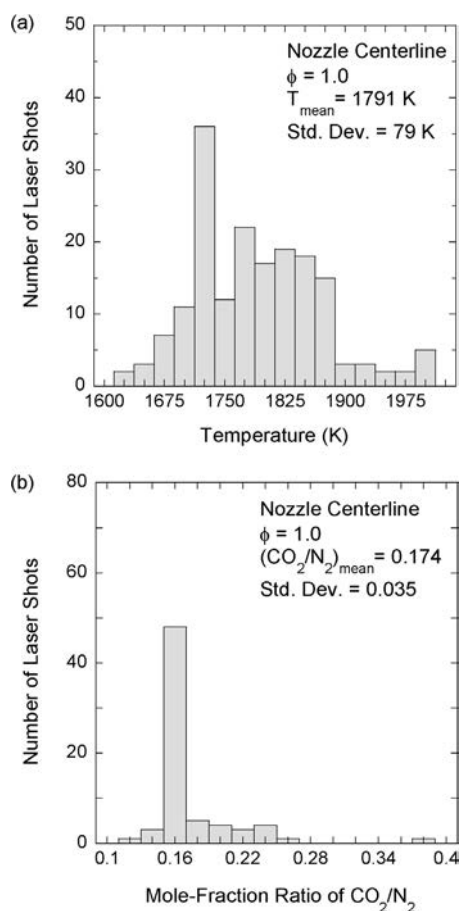 (a)
50
40
30
20
10
0
Number of Laser Shots
Nozzle Centerline
ϕ = 1.0
T_mean = 1791 K
Std. Dev. = 79 K
1600 1675 1750 1825 1900 1975
Temperature (K)
(b)
80
60
40
20
0
Number of Laser Shots
Nozzle Centerline
ϕ = 1.0
(CO₂/N₂)_mean = 0.174
Std. Dev. = 0.035
0.1 0.16 0.22 0.28 0.34 0.4
Mole-Fraction Ratio of CO₂/N₂